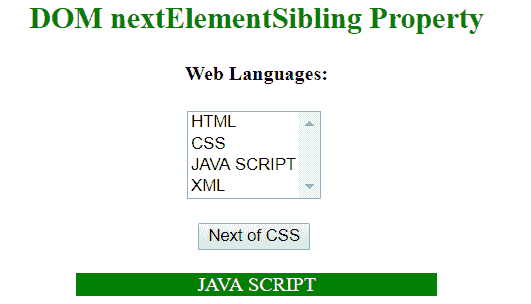 DOM nextElementSibling Property
Web Languages:
HTML
CSS
JAVA SCRIPT
XML
Next of CSS
JAVA SCRIPT